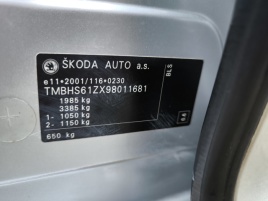 ŠKODA AUTO a.s.
e11*2001/116*0230
TMBHS61ZX98011681
1985 kg
3385 kg
1- 1050 kg
2- 1150 kg
650 kg
BLS